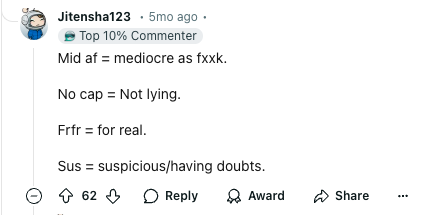 Jitensha123 • 5mo ago •
Top 10% Commenter
Mid af = mediocre as fxxk.
No cap = Not lying.
Frfr = for real.
Sus = suspicious/having doubts.
62 Reply Award Share ...